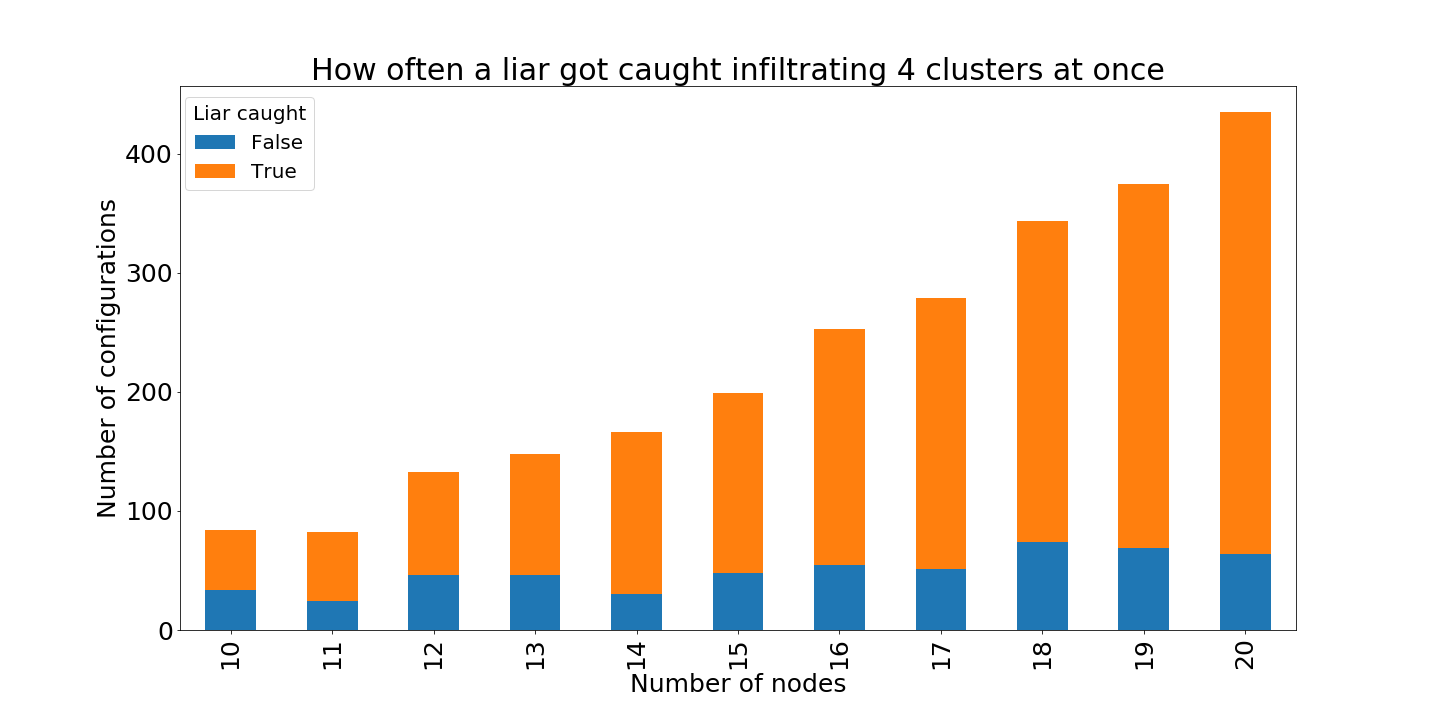 How often a liar got caught infiltrating 4 clusters at once
Liar caught
False
True
Number of configurations
400
300
200
100
0
10 11 12 13 14 15 16 17 18 19 20
Number of nodes